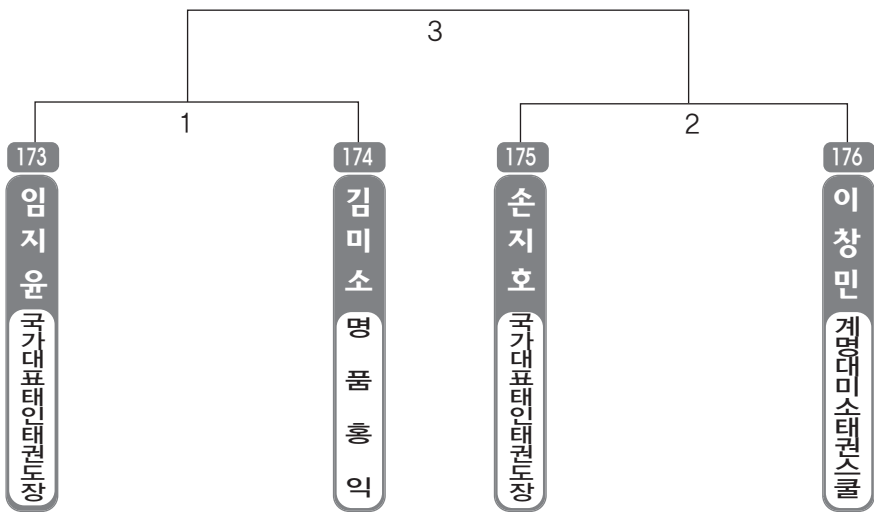 3
1
2
173
임지윤
국가대표태인태권도장
174
김미소
명품홍익
175
손지호
국가대표태인태권도장
176
이창민
계명대미소태권스쿨